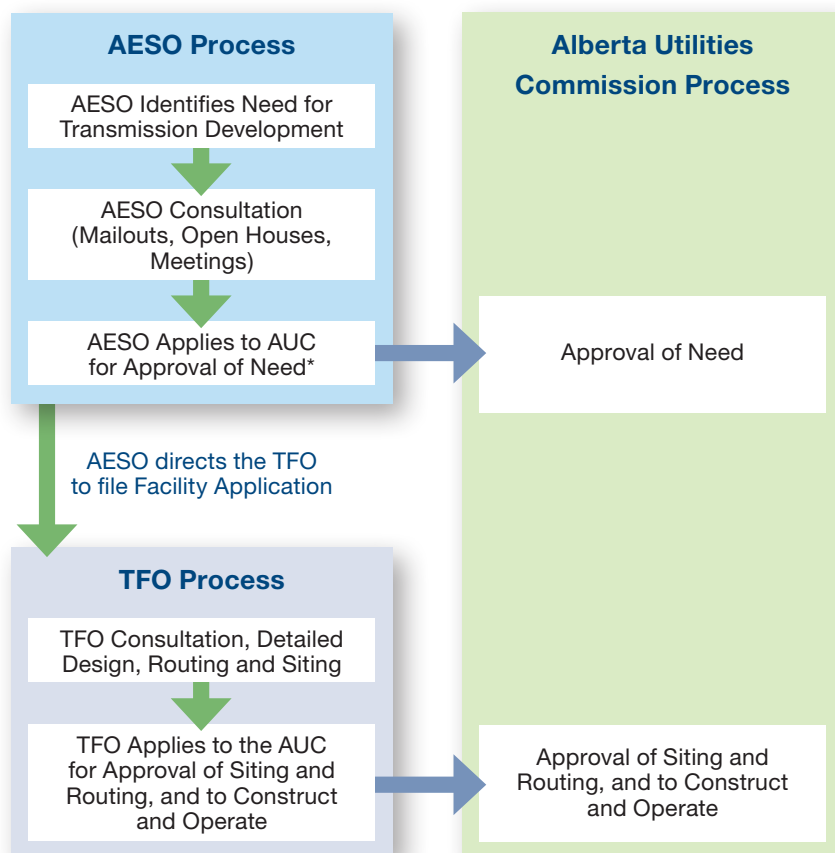 AESO Process
AESO Identifies Need for
Transmission Development
AESO Consultation
(Mailouts, Open Houses,
Meetings)
AESO Applies to AUC
for Approval of Need*
AESO directs the TFO
to file Facility Application
TFO Process
TFO Consultation, Detailed
Design, Routing and Siting
TFO Applies to the AUC
for Approval of Siting and
Routing, and to Construct
and Operate
Alberta Utilities
Commission Process
Approval of Need
Approval of Siting and
Routing, and to Construct
and Operate